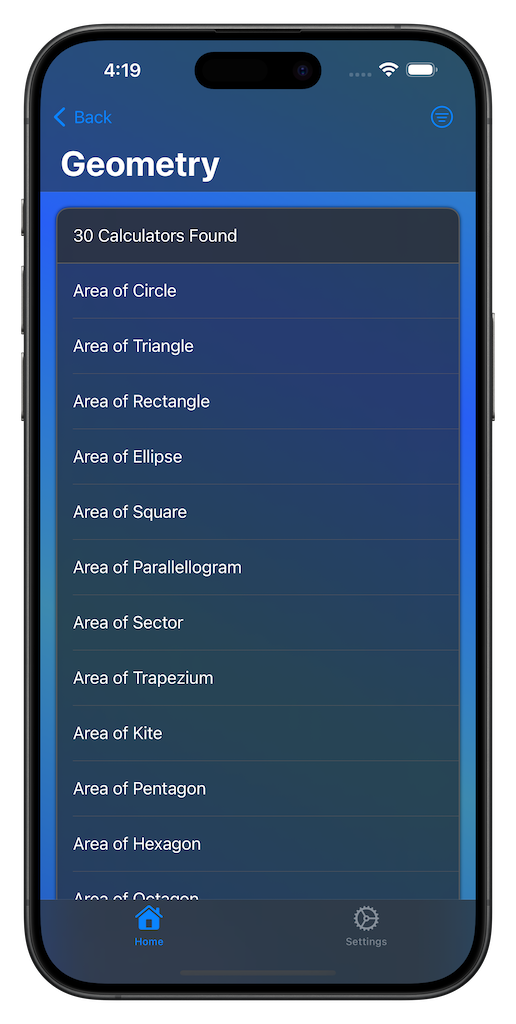 4:19
Back
Geometry
30 Calculators Found
Area of Circle
Area of Triangle
Area of Rectangle
Area of Ellipse
Area of Square
Area of Parallellogram
Area of Sector
Area of Trapezium
Area of Kite
Area of Pentagon
Area of Hexagon
Area of Octagon
Home
Settings